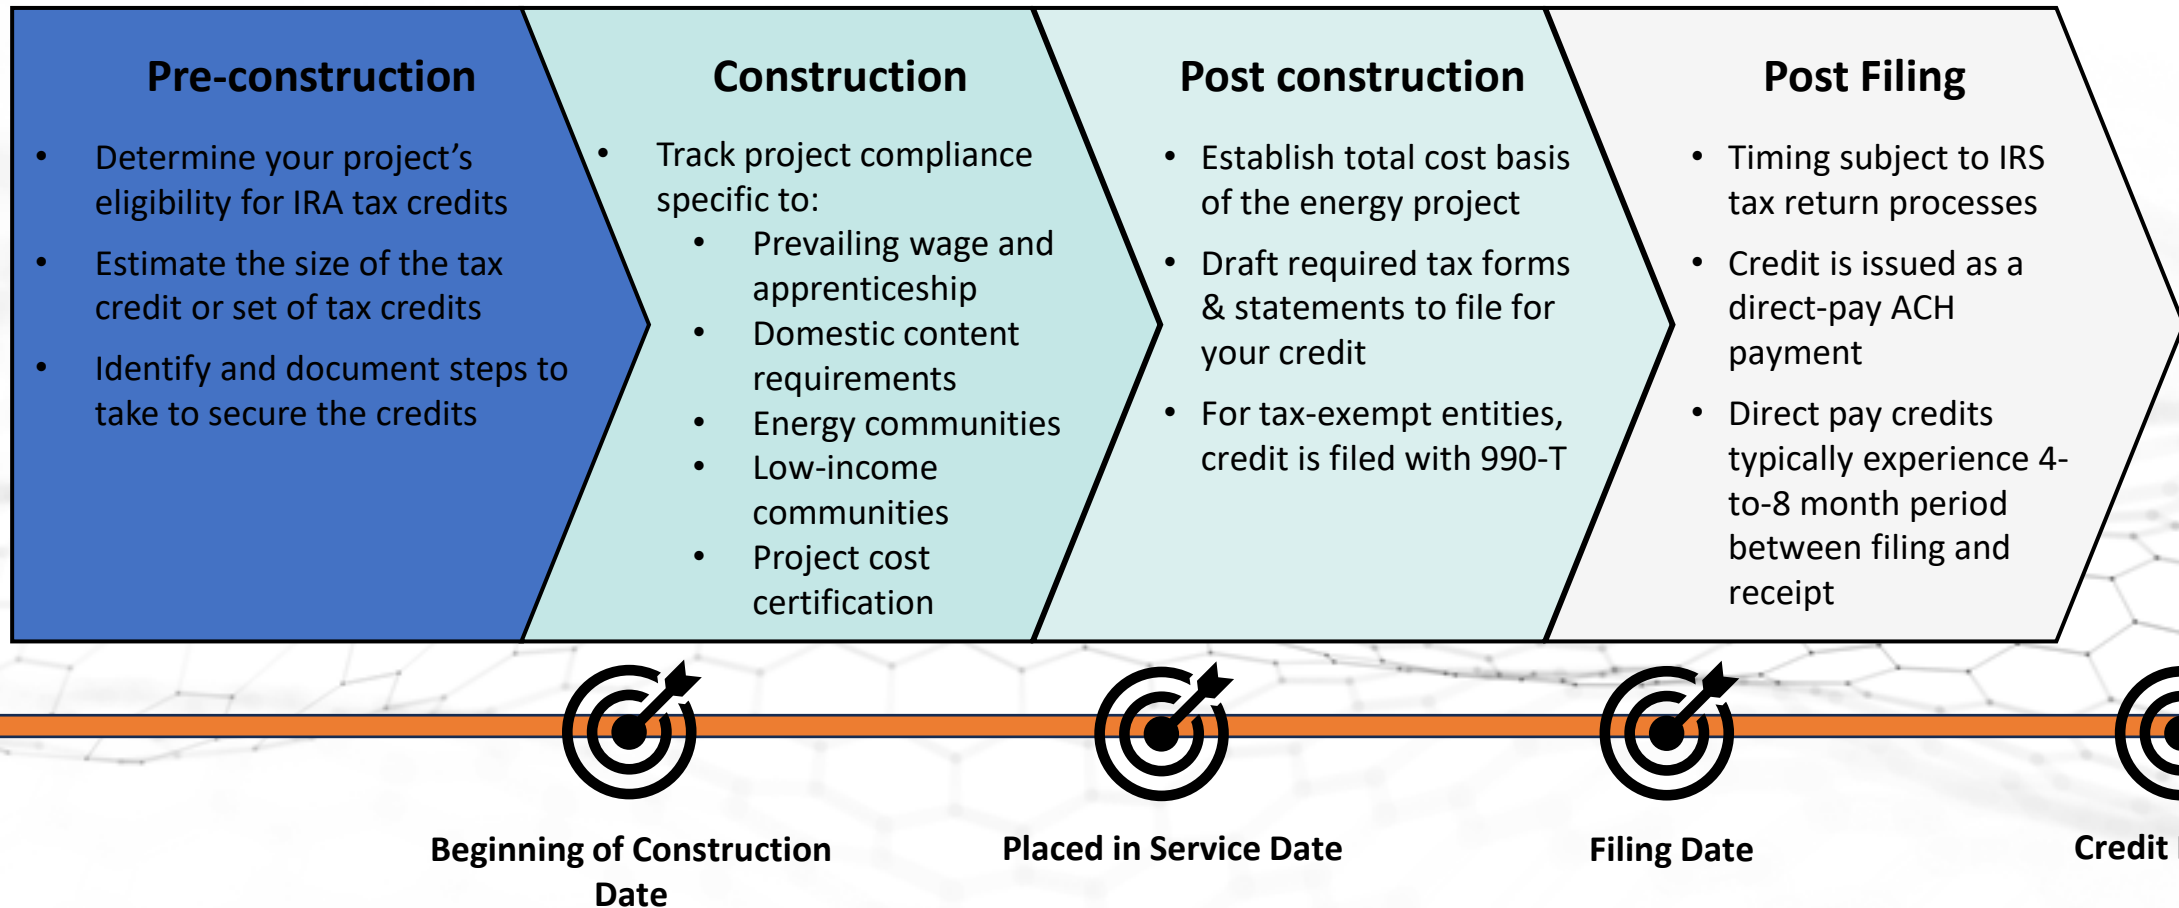 Pre-construction
• Determine your project's
eligibility for IRA tax credits
• Estimate the size of the tax
credit or set of tax credits
• Identify and document steps to
take to secure the credits
Construction
• Track project compliance
specific to:
• Prevailing wage and
apprenticeship
• Domestic content
requirements
• Energy communities
• Low-income
communities
• Project cost
certification
Post construction
• Establish total cost basis
of the energy project
• Draft required tax forms
& statements to file for
your credit
• For tax-exempt entities,
credit is filed with 990-T
Post Filing
• Timing subject to IRS
tax return processes
• Credit is issued as a
direct-pay ACH
payment
• Direct pay credits
typically experience 4-
to-8 month period
between filing and
receipt
Beginning of Construction
Date
Placed in Service Date
Filing Date
Credit